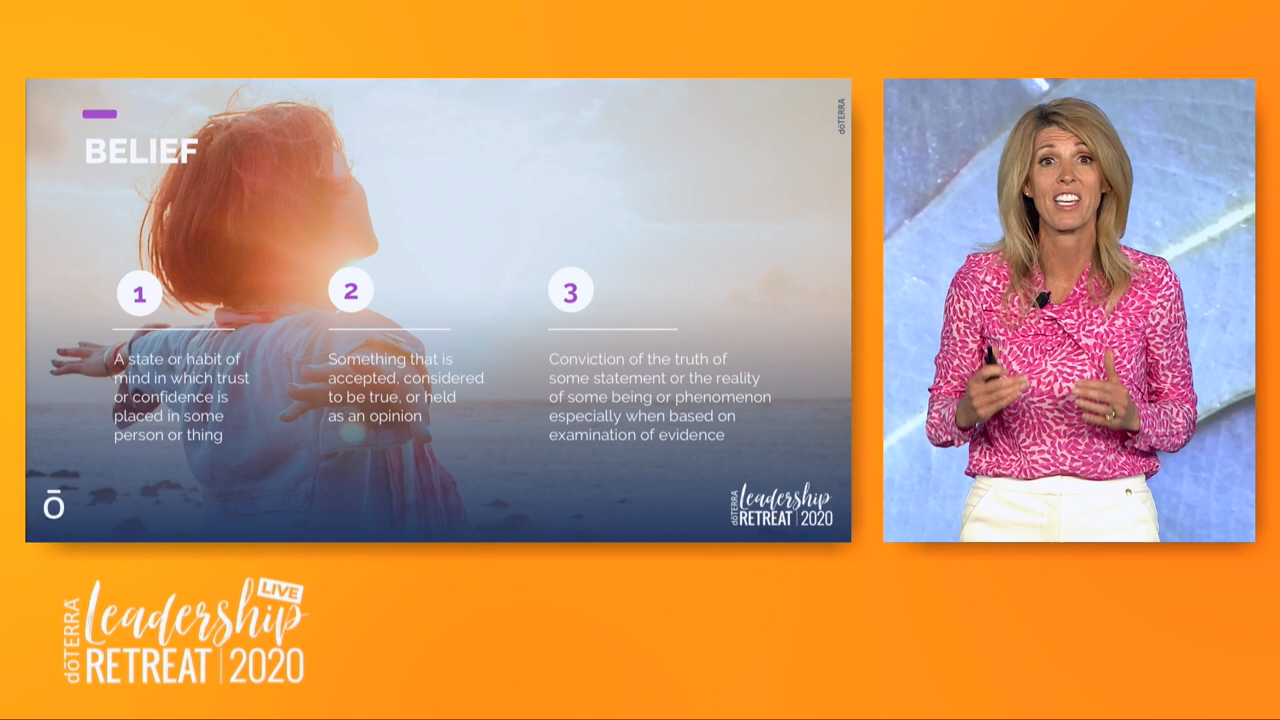 BELIEF
dōTERRA
1
A state or habit of
mind in which trust
or confidence is
placed in some
person or thing
2
Something that is
accepted, considered
to be true, or held
as an opinion
3
Conviction of the truth of
some statement or the reality
of some being or phenomenon
especially when based on
examination of evidence
Ō
dōTERRA
Leadership
RETREAT | 2020
LIVE
dōTERRA
Leadership
RETREAT | 2020